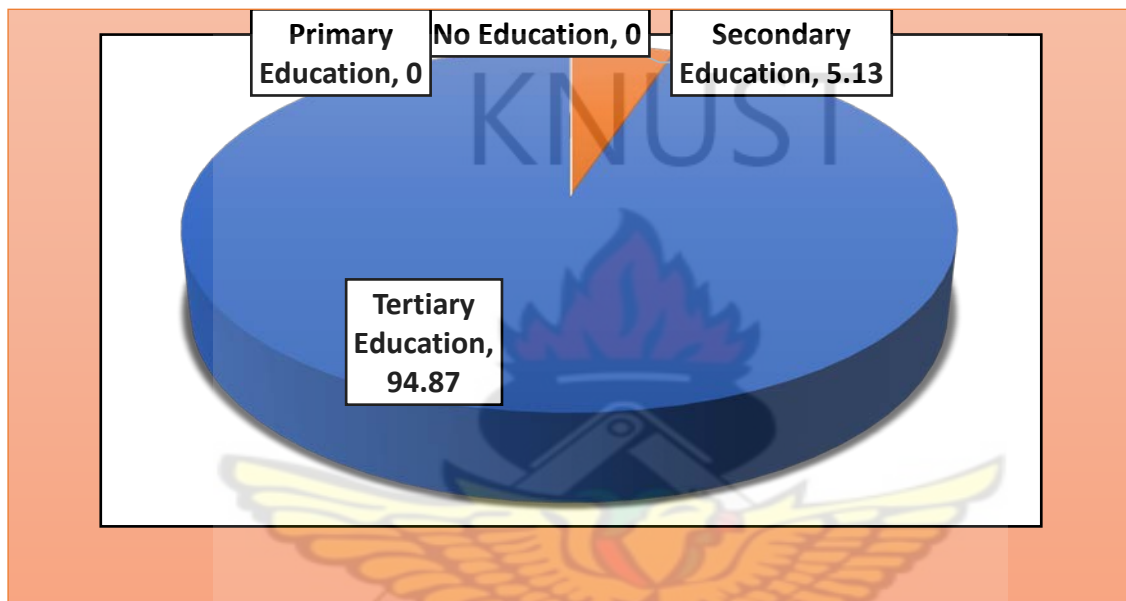 Primary
Education, 0
No Education, 0
Secondary
Education, 5.13
KNUST
Tertiary
Education,
94.87